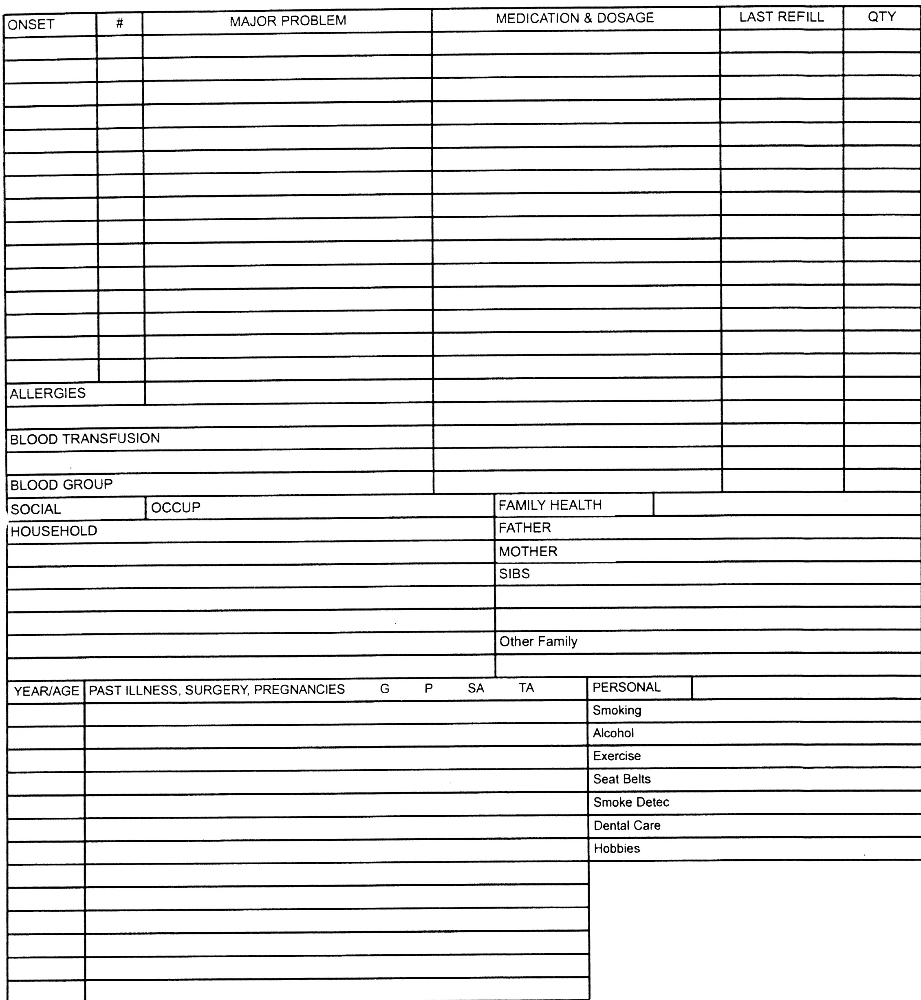 ONSET # MAJOR PROBLEM MEDICATION & DOSAGE LAST REFILL QTY
ALLERGIES
BLOOD TRANSFUSION
BLOOD GROUP
SOCIAL OCCUP FAMILY HEALTH
HOUSEHOLD FATHER
MOTHER
SIBS
Other Family
YEAR/AGE PAST ILLNESS, SURGERY, PREGNANCIES G P SA TA PERSONAL
Smoking
Alcohol
Exercise
Seat Belts
Smoke Detec
Dental Care
Hobbies